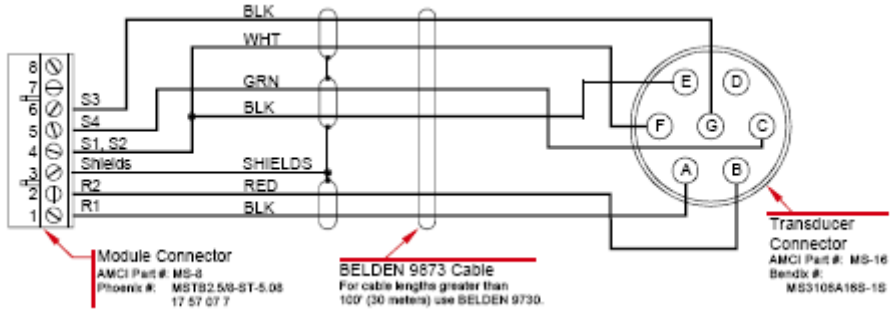 BLK
WHT
GRN
BLK
SHIELDS
RED
BLK
8
7
6
5
4
3
2
1
S3
S4
S1, S2
Shields
R2
R1
E
D
F
G
C
A
B
Module Connector
AMCI Part #: MS-8
Phoenix #: MSTB2.5/8-ST-5.08
17 57 07 7
BELDEN 9873 Cable
For cable lengths greater than
100' (30 meters) use BELDEN 9730.
Transducer
Connector
AMCI Part #: MS-16
Bendix #:
MS3106A16S-1S